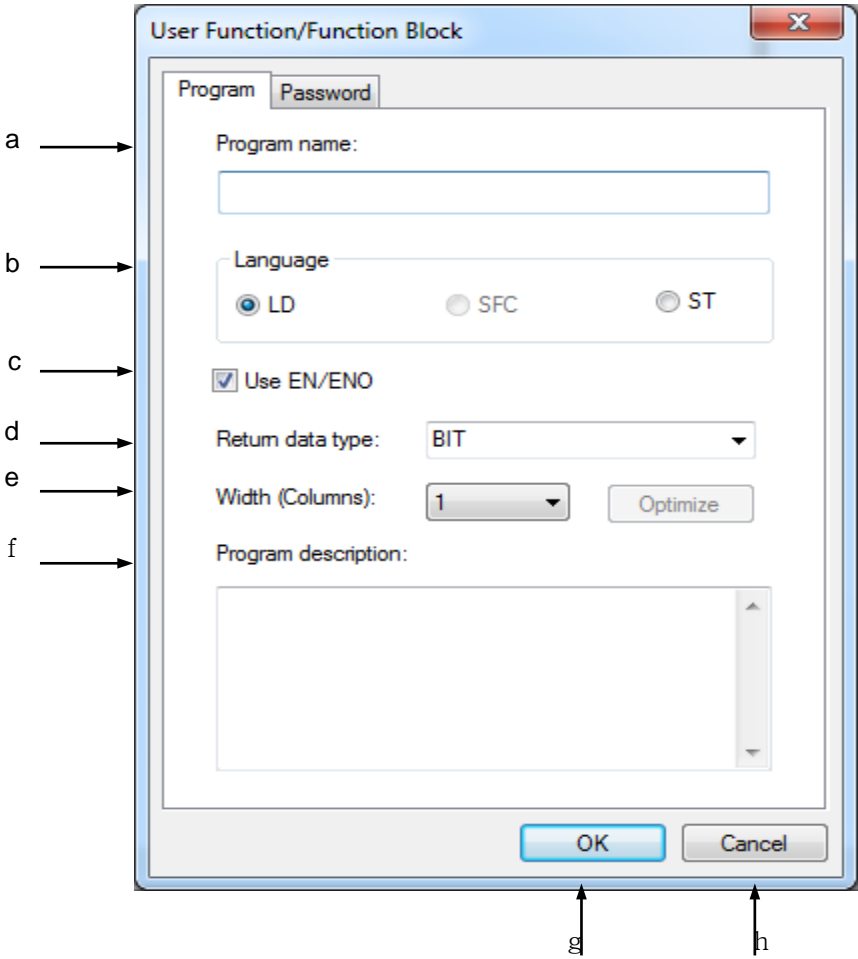 User Function/Function Block
Program Password
a Program name:
b Language
LD SFC ST
c Use EN/ENO
d Return data type: BIT
e Width (Columns): 1 Optimize
f Program description:
OK Cancel
g h